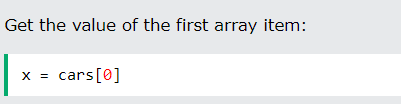 Get the value of the first array item:
x = cars[0]